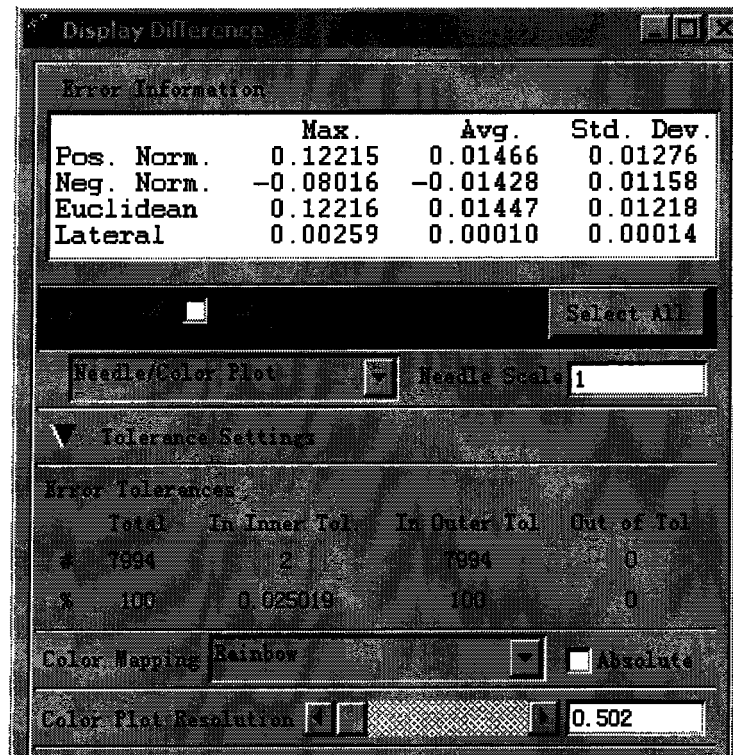 Display Difference
Error Information
Max. Avg. Std. Dev.
Pos. Norm. 0.12215 0.01466 0.01276
Neg. Norm. -0.08016 -0.01428 0.01158
Euclidean 0.12216 0.01447 0.01218
Lateral 0.00259 0.00010 0.00014
Select All
Needle/Color Plot Needle Scale 1
Tolerance Settings
Error Tolerances
Total In Inner Tol. In Outer Tol Out of Tol
# 7994 2 7994 0
% 100 0.025019 100 0
Color Mapping Rainbow Absolute
Color Plot Resolution 0.502